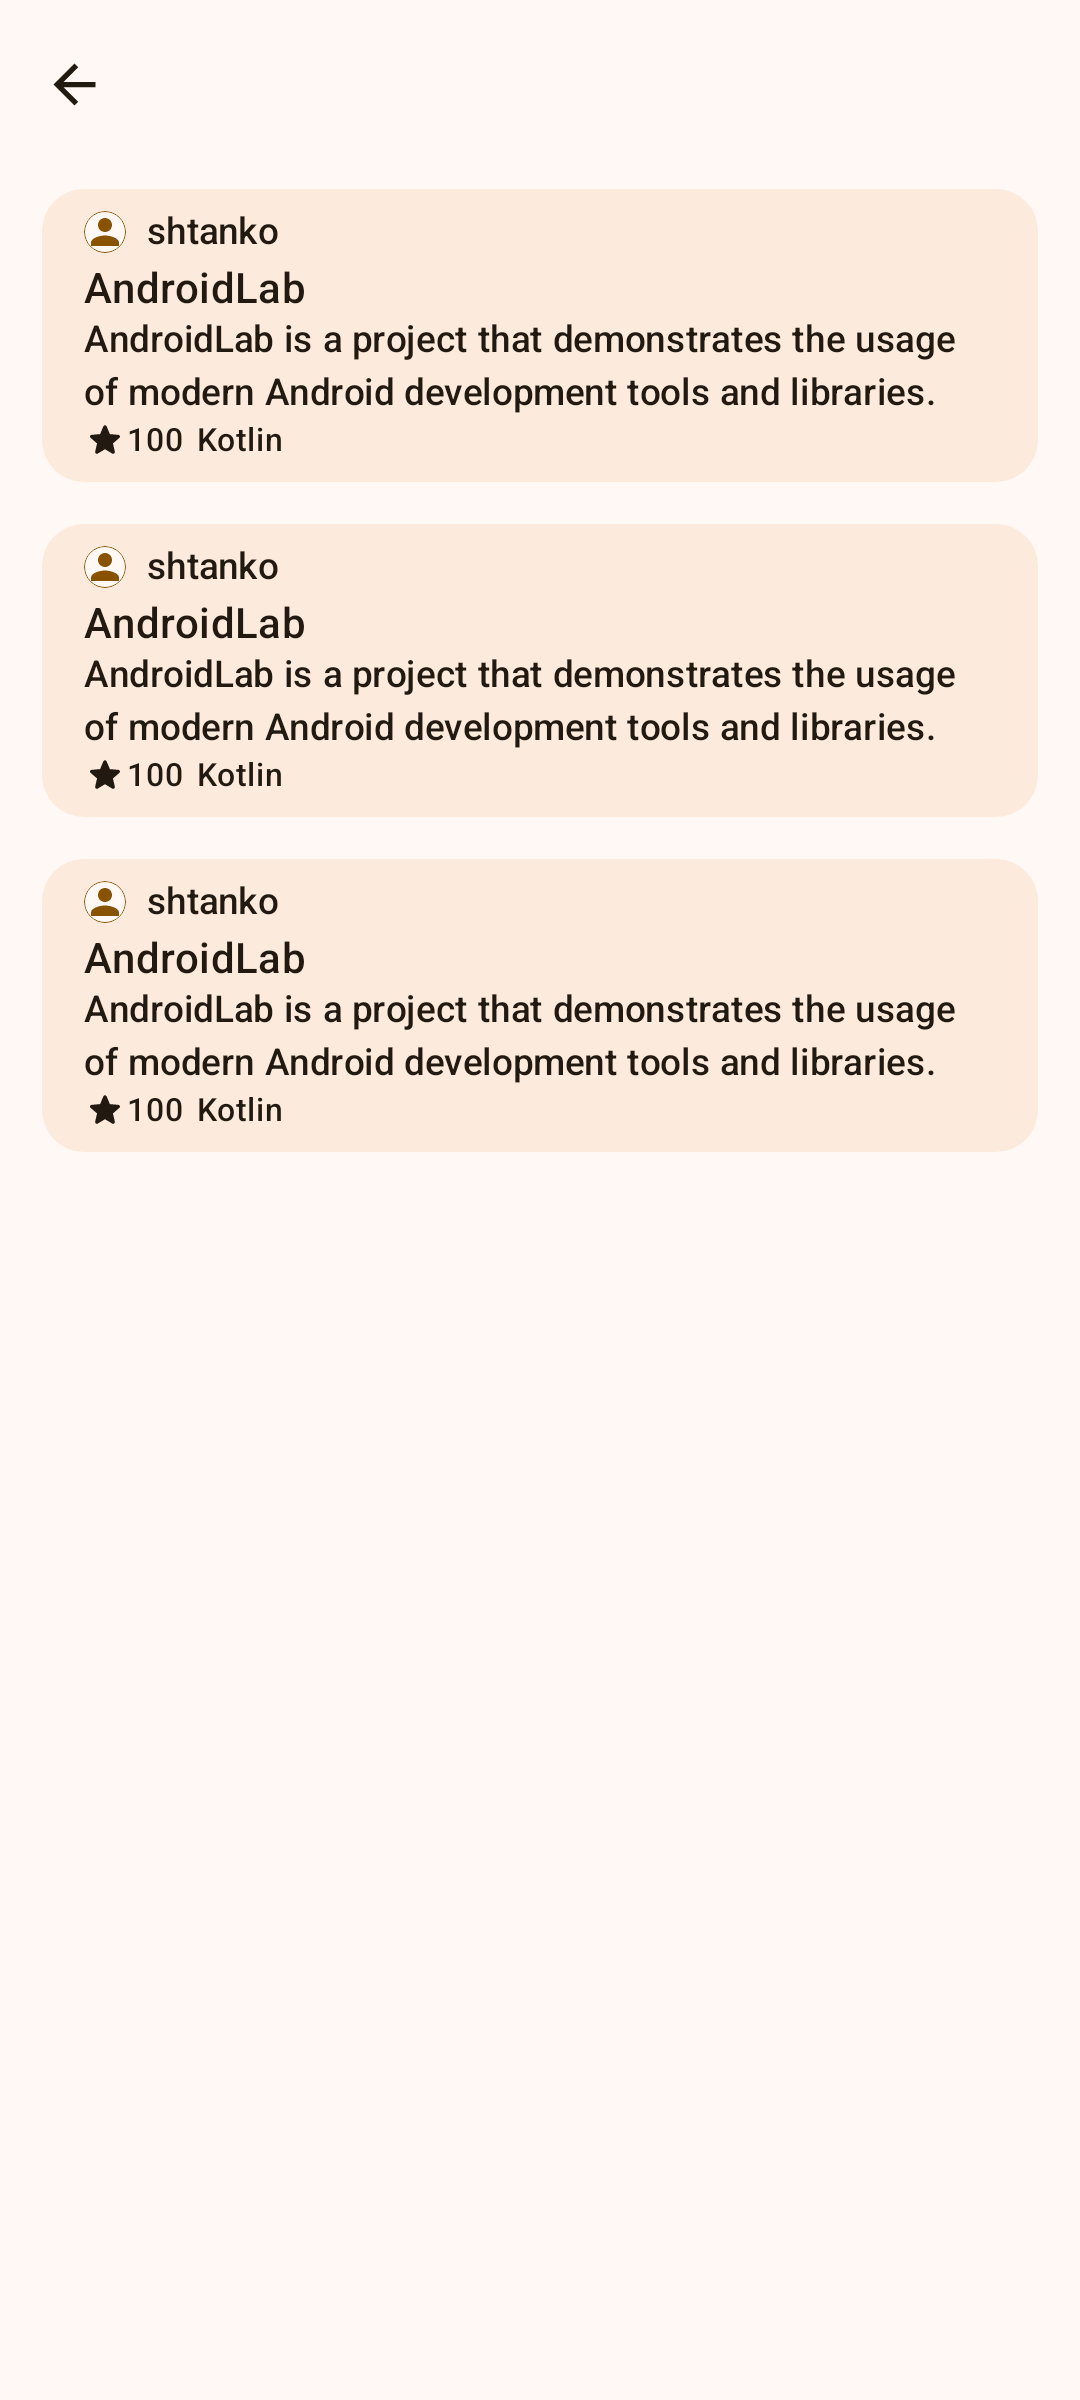 shtanko
AndroidLab
AndroidLab is a project that demonstrates the usage
of modern Android development tools and libraries.
100 Kotlin
shtanko
AndroidLab
AndroidLab is a project that demonstrates the usage
of modern Android development tools and libraries.
100 Kotlin
shtanko
AndroidLab
AndroidLab is a project that demonstrates the usage
of modern Android development tools and libraries.
100 Kotlin